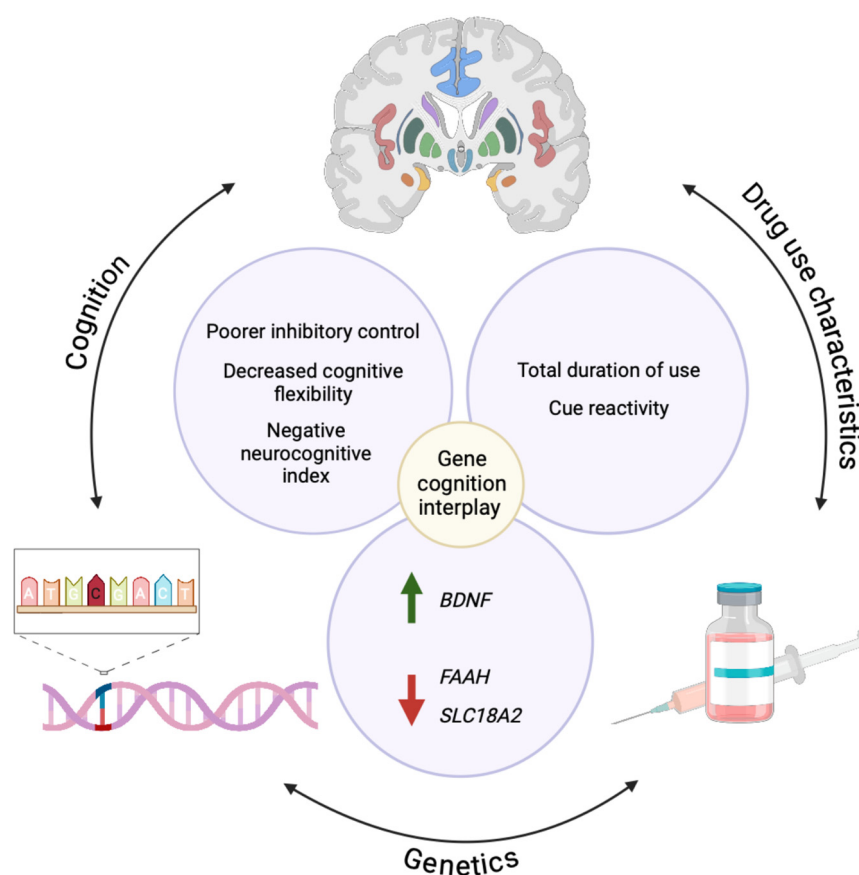 Cognition
Drug use characteristics
Poorer inhibitory control
Decreased cognitive
flexibility
Negative
neurocognitive
index
Total duration of use
Cue reactivity
Gene
cognition
interplay
A T G C G A C T
BDNF
FAAH
SLC18A2
Genetics